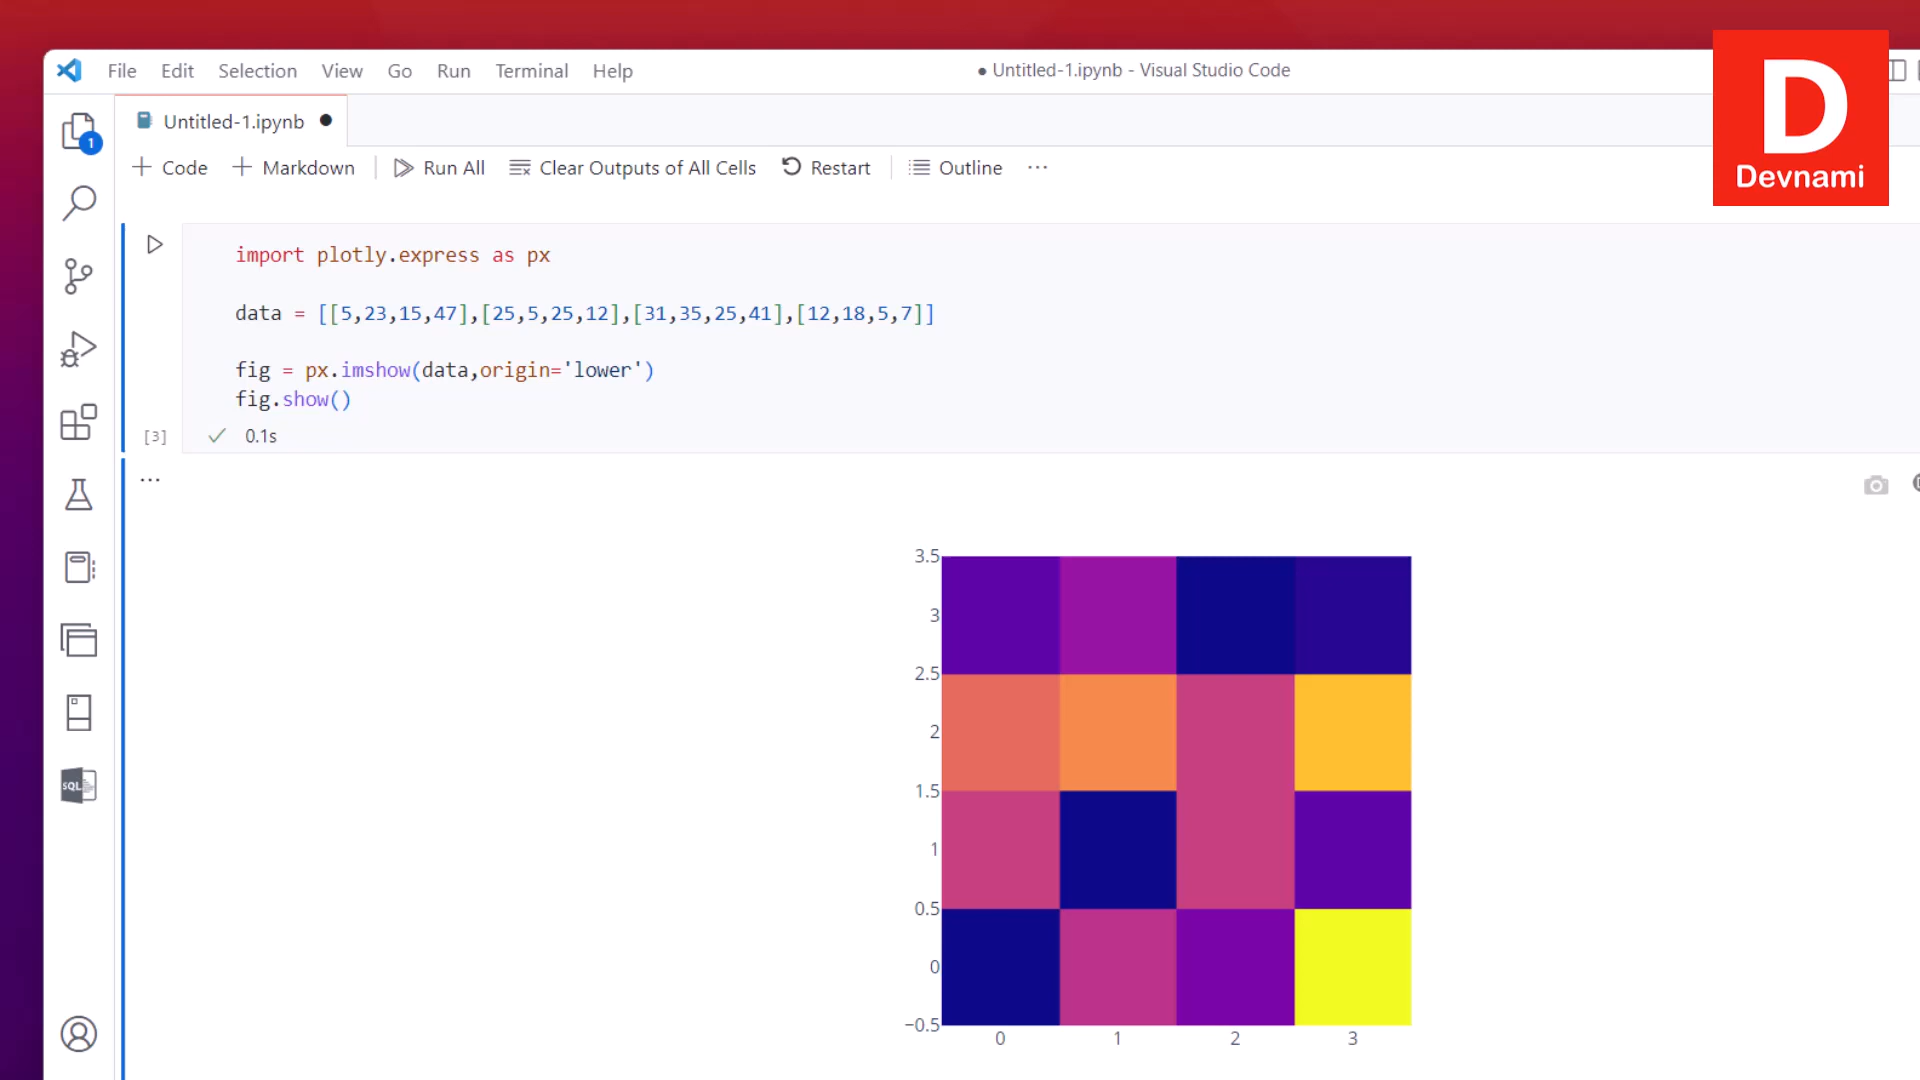 File Edit Selection View Go Run Terminal Help
● Untitled-1.ipynb - Visual Studio Code
D
Devnami
1
Untitled-1.ipynb ●
+ Code + Markdown Run All Clear Outputs of All Cells Restart Outline ...
import plotly.express as px
data = [[5,23,15,47],[25,5,25,12],[31,35,25,41],[12,18,5,7]]
fig = px.imshow(data,origin='lower')
fig.show()
[3] ✓ 0.1s
...
SQL
3.5
3
2.5
2
1.5
1
0.5
0
−0.5
0 1 2 3